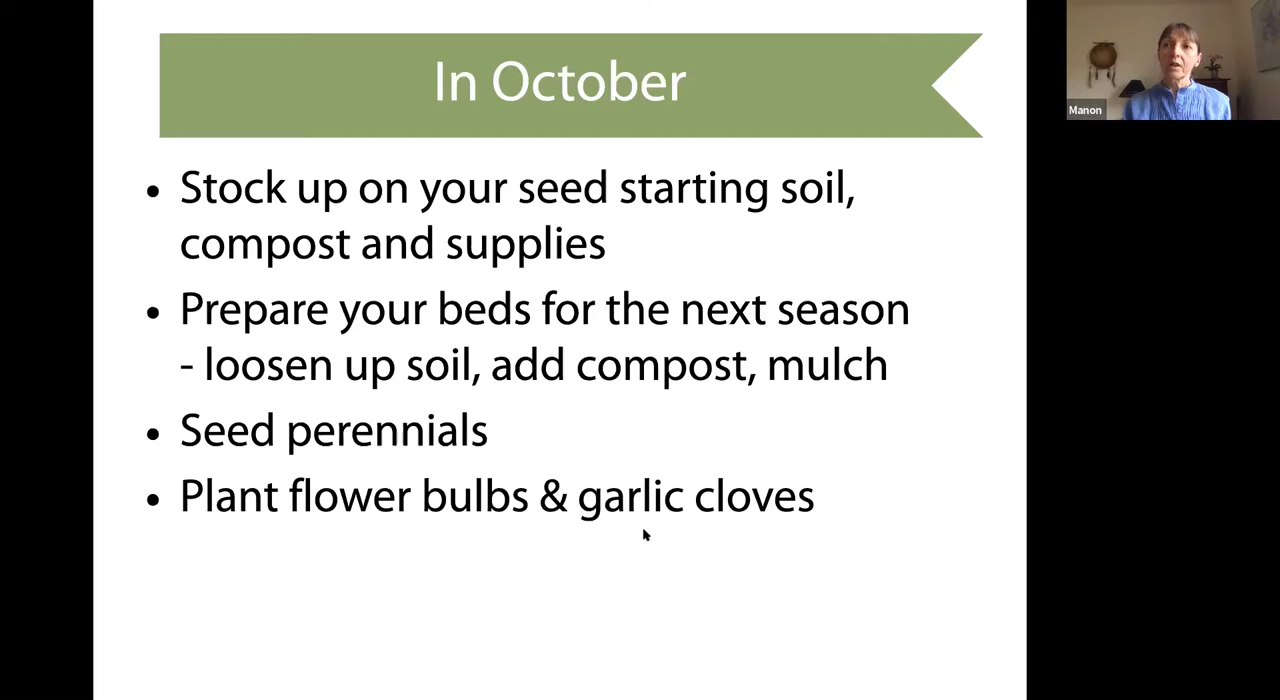 In October
• Stock up on your seed starting soil,
compost and supplies
• Prepare your beds for the next season
- loosen up soil, add compost, mulch
• Seed perennials
• Plant flower bulbs & garlic cloves
Manon